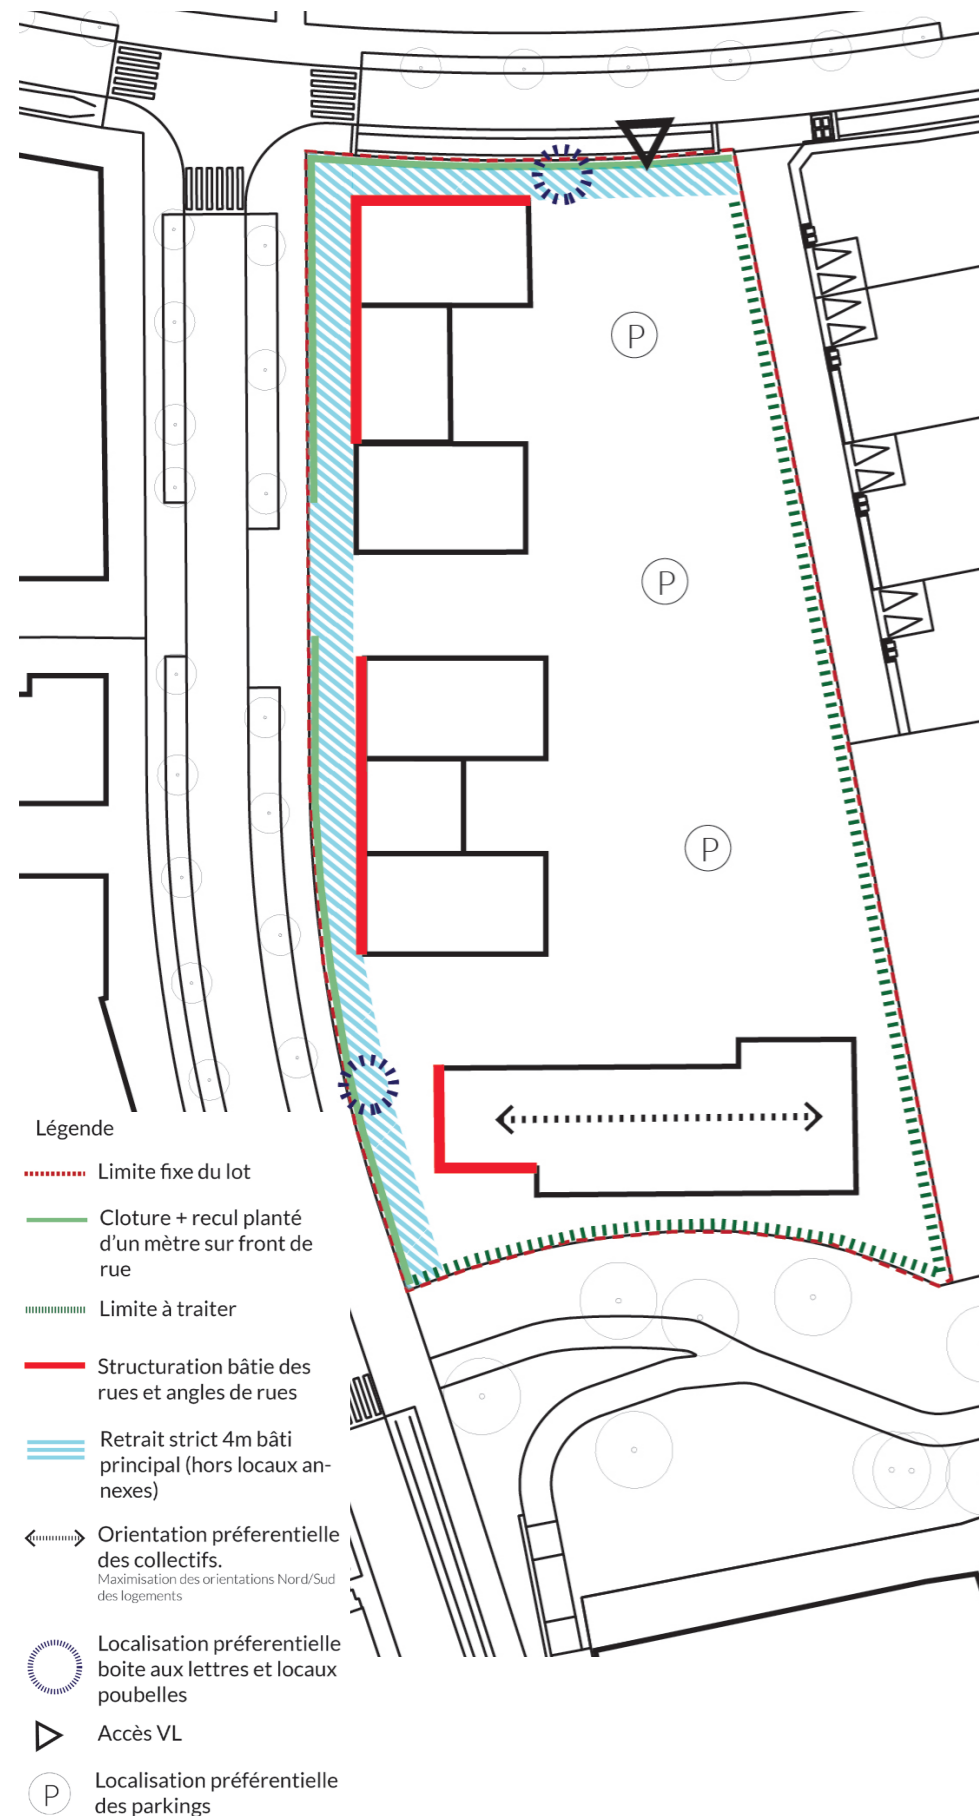 P
P
P
Légende
Limite fixe du lot
Cloture + recul planté
d'un mètre sur front de
rue
Limite à traiter
Structuration bâtie des
rues et angles de rues
Retrait strict 4m bâti
principal (hors locaux an-
nexes)
Orientation préferentielle
des collectifs.
Maximisation des orientations Nord/Sud
des logements
Localisation préferentielle
boite aux lettres et locaux
poubelles
Accès VL
P
Localisation préférentielle
des parkings